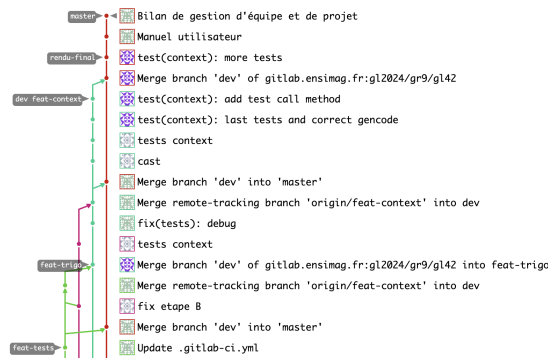 master Bilan de gestion d'équipe et de projet
Manuel utilisateur
rendu-final test(context): more tests
Merge branch 'dev' of gitlab.ensimag.fr:gl2024/gr9/gl42
dev feat-context test(context): add test call method
test(context): last tests and correct gencode
tests context
cast
Merge branch 'dev' into 'master'
Merge remote-tracking branch 'origin/feat-context' into dev
fix(tests): debug
tests context
feat-trigo Merge branch 'dev' of gitlab.ensimag.fr:gl2024/gr9/gl42 into feat-trigo
Merge remote-tracking branch 'origin/feat-context' into dev
fix etape B
Merge branch 'dev' into 'master'
feat-tests Update .gitlab-ci.yml